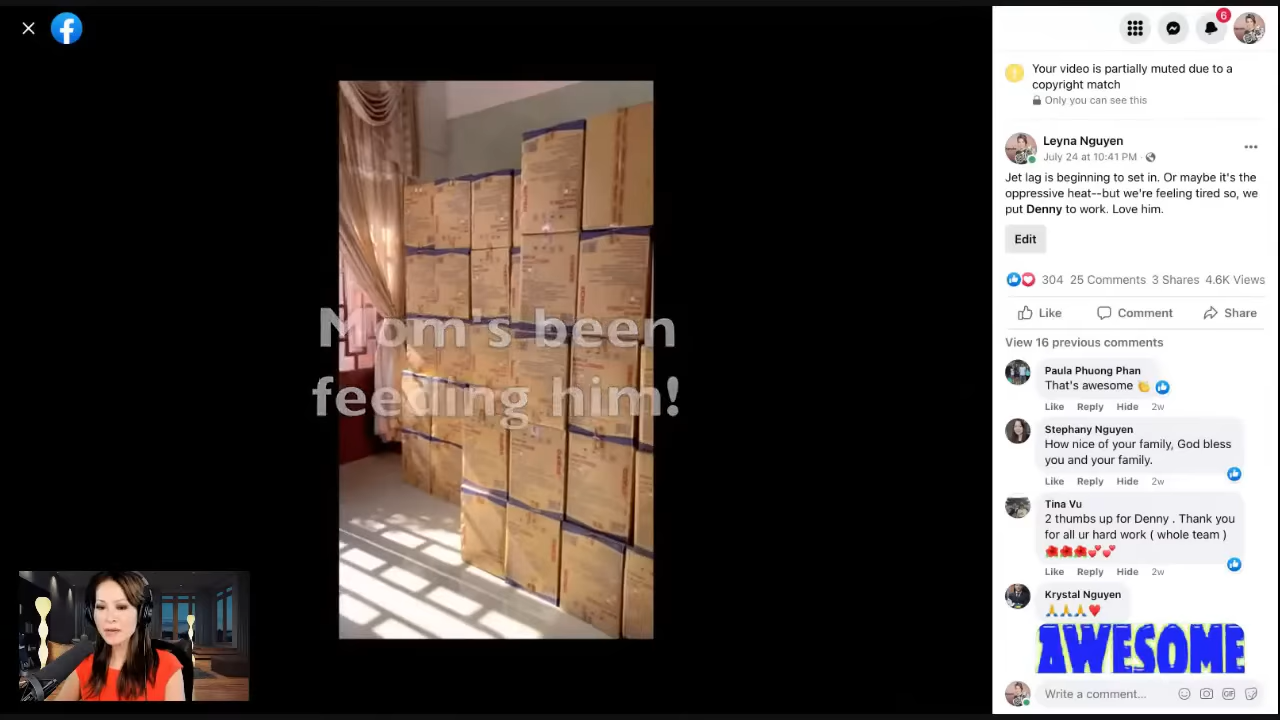 6
Your video is partially muted due to a
copyright match
Only you can see this
Leyna Nguyen
July 24 at 10:41 PM ·
Jet lag is beginning to set in. Or maybe it's the
oppressive heat--but we're feeling tired so, we
put Denny to work. Love him.
Edit
304 25 Comments 3 Shares 4.6K Views
Like Comment Share
View 16 previous comments
Paula Phuong Phan
That's awesome 👏
Like Reply Hide 2w
Stephany Nguyen
How nice of your family, God bless
you and your family.
Like Reply Hide 2w
Tina Vu
2 thumbs up for Denny . Thank you
for all ur hard work ( whole team )
🌺🌺🌺💕💕
Like Reply Hide 2w
Krystal Nguyen
🙏🙏🙏❤️
AWESOME
Write a comment...
GIF
Mom's been
feeding him!